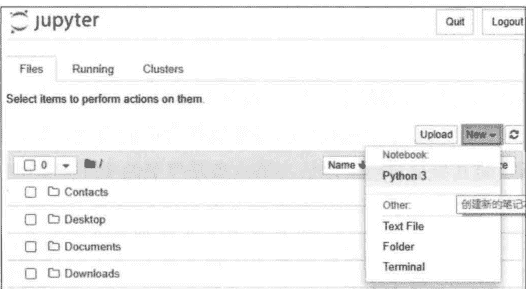 jupyter
Quit
Logout
Files
Running
Clusters
Select items to perform actions on them.
Upload
New
0
/
Name
Notebook:
Python 3
Contacts
Other:
创建新的笔记
Desktop
Text File
Documents
Folder
Downloads
Terminal